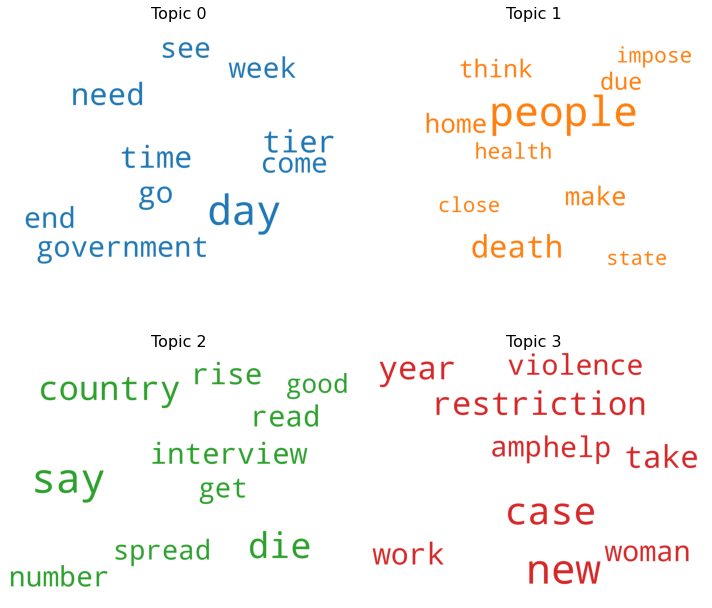 Topic 0
see
week
need
tier
time
come
go
day
end
government
Topic 1
impose
think
due
people
home
health
make
close
death
state
Topic 2
rise
good
country
read
interview
say
get
die
spread
number
Topic 3
violence
year
restriction
amphelp
take
case
work
woman
new